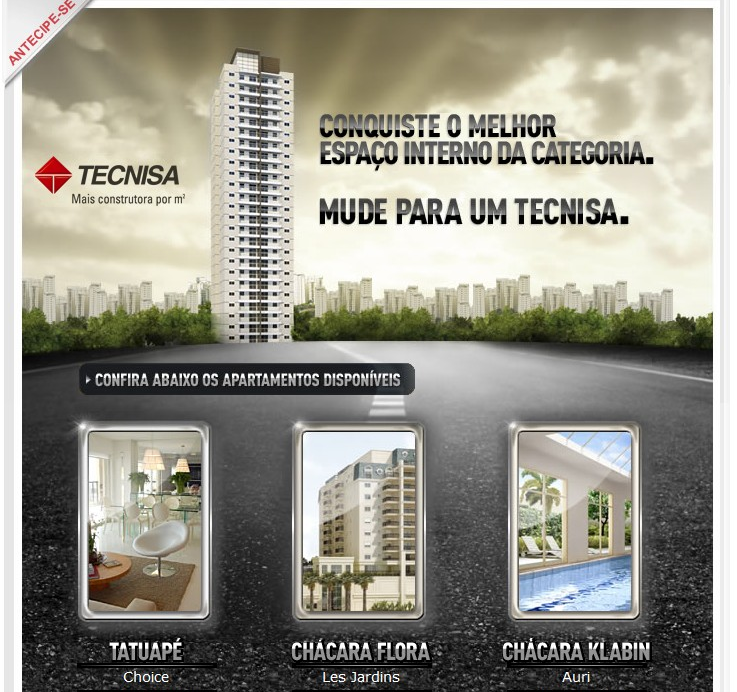 ANTECIPE-SE
CONQUISTE O MELHOR
ESPAÇO INTERNO DA CATEGORIA.
TECNISA
Mais construtora por m²
MUDE PARA UM TECNISA.
CONFIRA ABAIXO OS APARTAMENTOS DISPONÍVEIS
TATUAPÉ
Choice
CHÁCARA FLORA
Les Jardins
CHÁCARA KLABIN
Auri